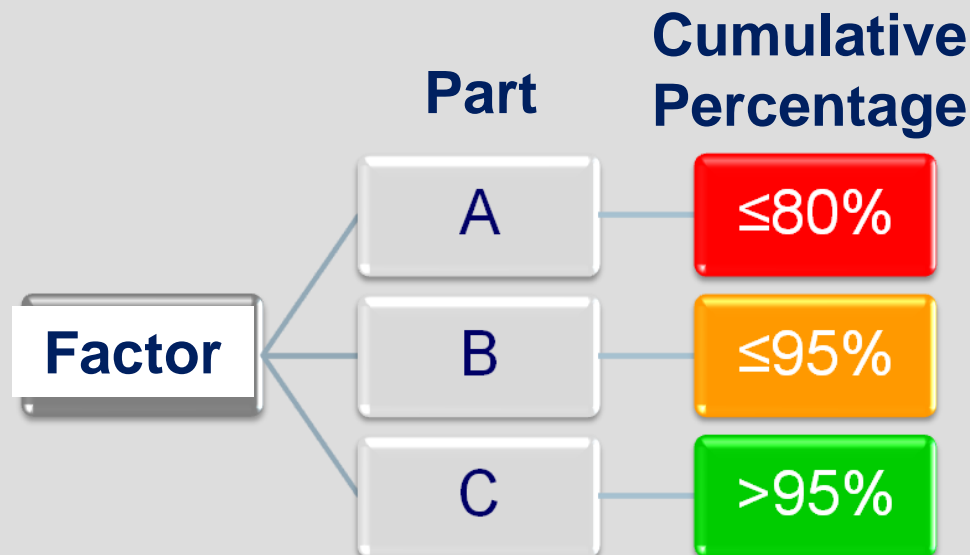 Cumulative
Part
Percentage
A
≤80%
Factor
B
≤95%
C
>95%